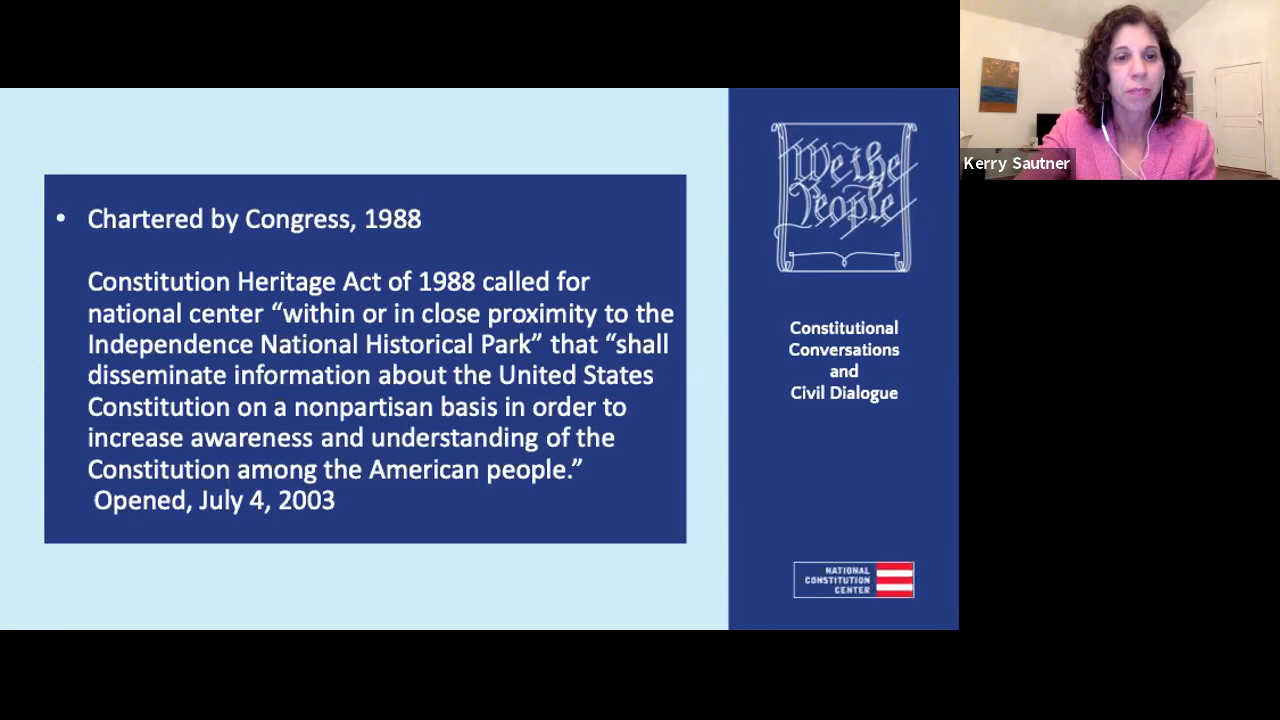 • Chartered by Congress, 1988
Constitution Heritage Act of 1988 called for
national center “within or in close proximity to the
Independence National Historical Park” that “shall
disseminate information about the United States
Constitution on a nonpartisan basis in order to
increase awareness and understanding of the
Constitution among the American people.”
Opened, July 4, 2003
We the
People
Constitutional
Conversations
and
Civil Dialogue
NATIONAL
CONSTITUTION
CENTER
Kerry Sautner